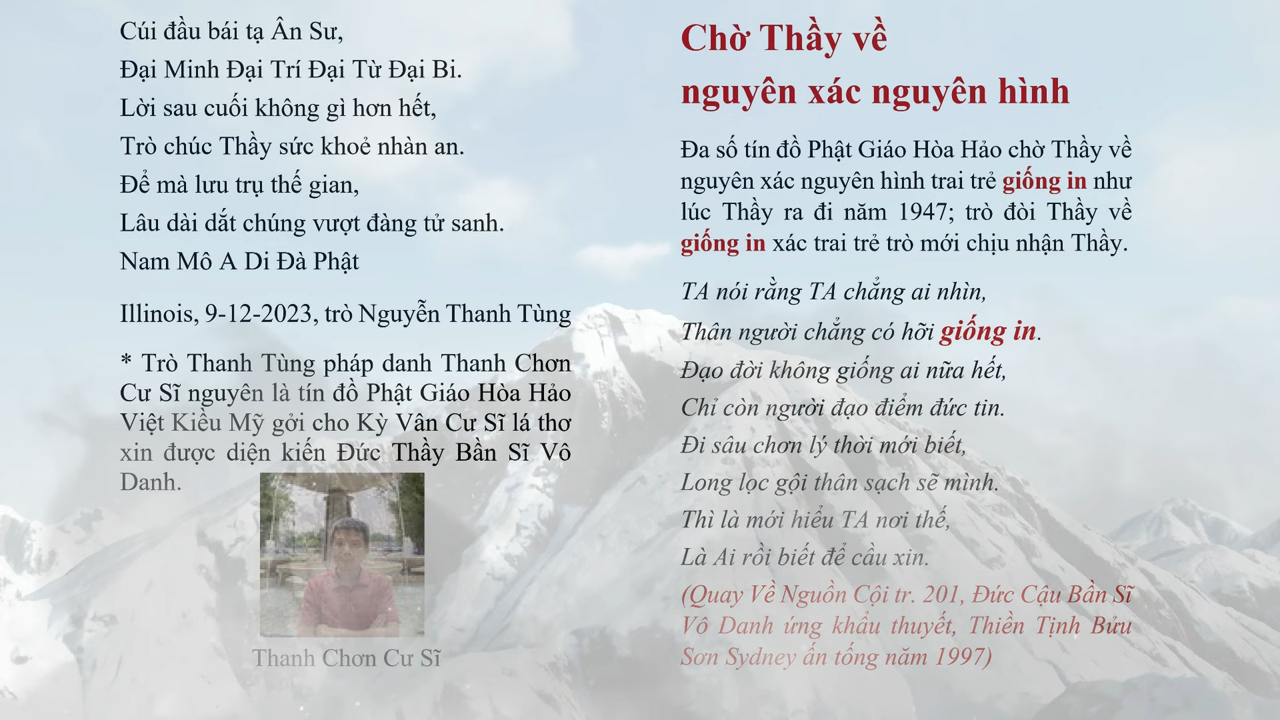 Cúi đầu bái tạ Ân Sư,
Đại Minh Đại Trí Đại Từ Đại Bi.
Lời sau cuối không gì hơn hết,
Trò chúc Thầy sức khoẻ nhàn an.
Để mà lưu trụ thế gian,
Lâu dài dắt chúng vượt đàng tử sanh.
Nam Mô A Di Đà Phật
Illinois, 9-12-2023, trò Nguyễn Thanh Tùng
* Trò Thanh Tùng pháp danh Thanh Chơn
Cư Sĩ nguyên là tín đồ Phật Giáo Hòa Hảo
Việt Kiều Mỹ gởi cho Kỳ Vân Cư Sĩ lá thơ
xin được diện kiến Đức Thầy Bần Sĩ Vô
Danh.
Thanh Chơn Cư Sĩ
Chờ Thầy về
nguyên xác nguyên hình
Đa số tín đồ Phật Giáo Hòa Hảo chờ Thầy về
nguyên xác nguyên hình trai trẻ giống in như
lúc Thầy ra đi năm 1947; trò đòi Thầy về
giống in xác trai trẻ trò mới chịu nhận Thầy.
TA nói rằng TA chẳng ai nhìn,
Thân người chẳng có hỡi giống in.
Đạo đời không giống ai nữa hết,
Chỉ còn người đạo điểm đức tin.
Đi sâu chơn lý thời mới biết,
Long lọc gội thân sạch sẽ mình.
Thì là mới hiểu TA nơi thế,
Là Ai rồi biết để cầu xin.
(Quay Về Nguồn Cội tr. 201, Đức Cậu Bần Sĩ
Vô Danh ứng khẩu thuyết, Thiền Tịnh Bửu
Sơn Sydney ấn tống năm 1997)